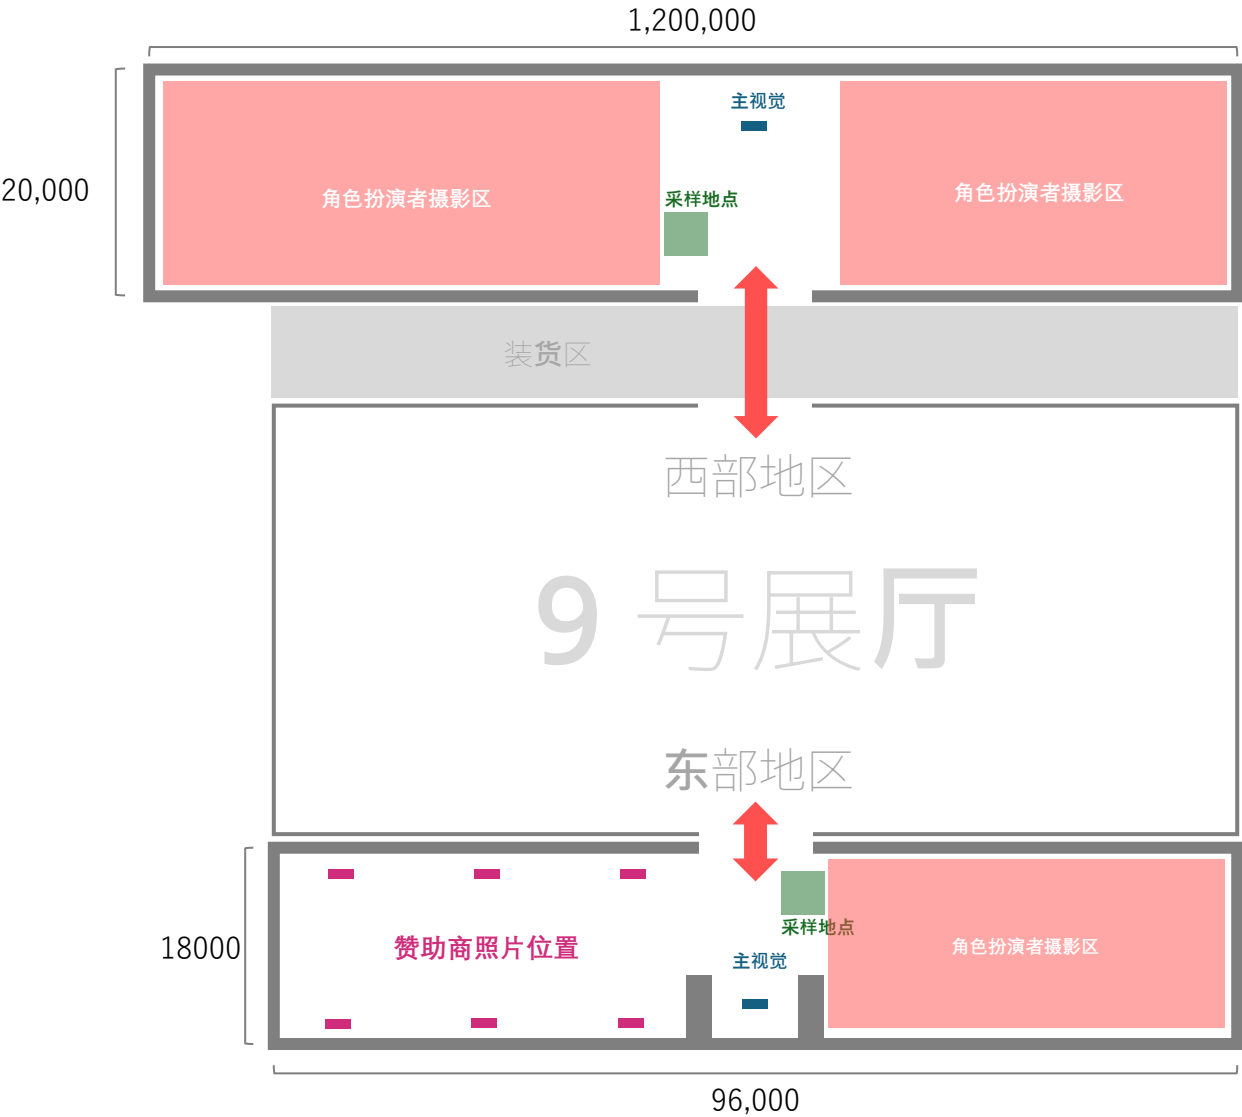 1,200,000
20,000
主视觉
角色扮演者摄影区
采样地点
角色扮演者摄影区
装货区
西部地区
9 号展厅
东部地区
18000
赞助商照片位置
采样地点
主视觉
角色扮演者摄影区
96,000